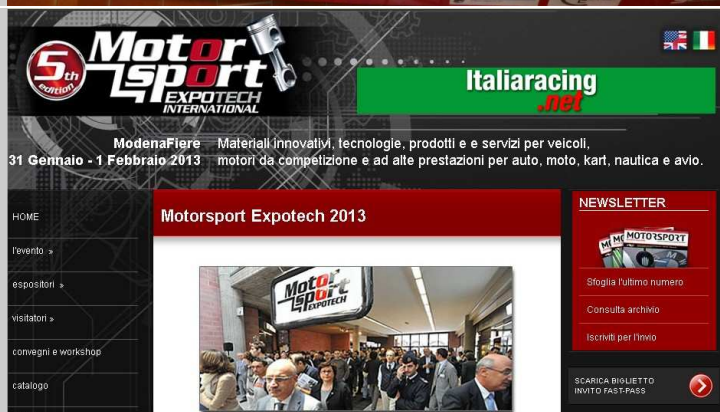 5th edition
Motor
sport
EXPOTECH
INTERNATIONAL
Italiaracing
.net
ModenaFiere
31 Gennaio - 1 Febbraio 2013
Materiali innovativi, tecnologie, prodotti e e servizi per veicoli,
motori da competizione e ad alte prestazioni per auto, moto, kart, nautica e avio.
HOME
l'evento »
espositori »
visitatori »
convegni e workshop
catalogo
Motorsport Expotech 2013
Motor
sport
EXPOTECH
NEWSLETTER
MOTORSPORT
Sfoglia l'ultimo numero
Consulta archivio
Iscriviti per l'invio
SCARICA BIGLIETTO
INVITO FAST-PASS